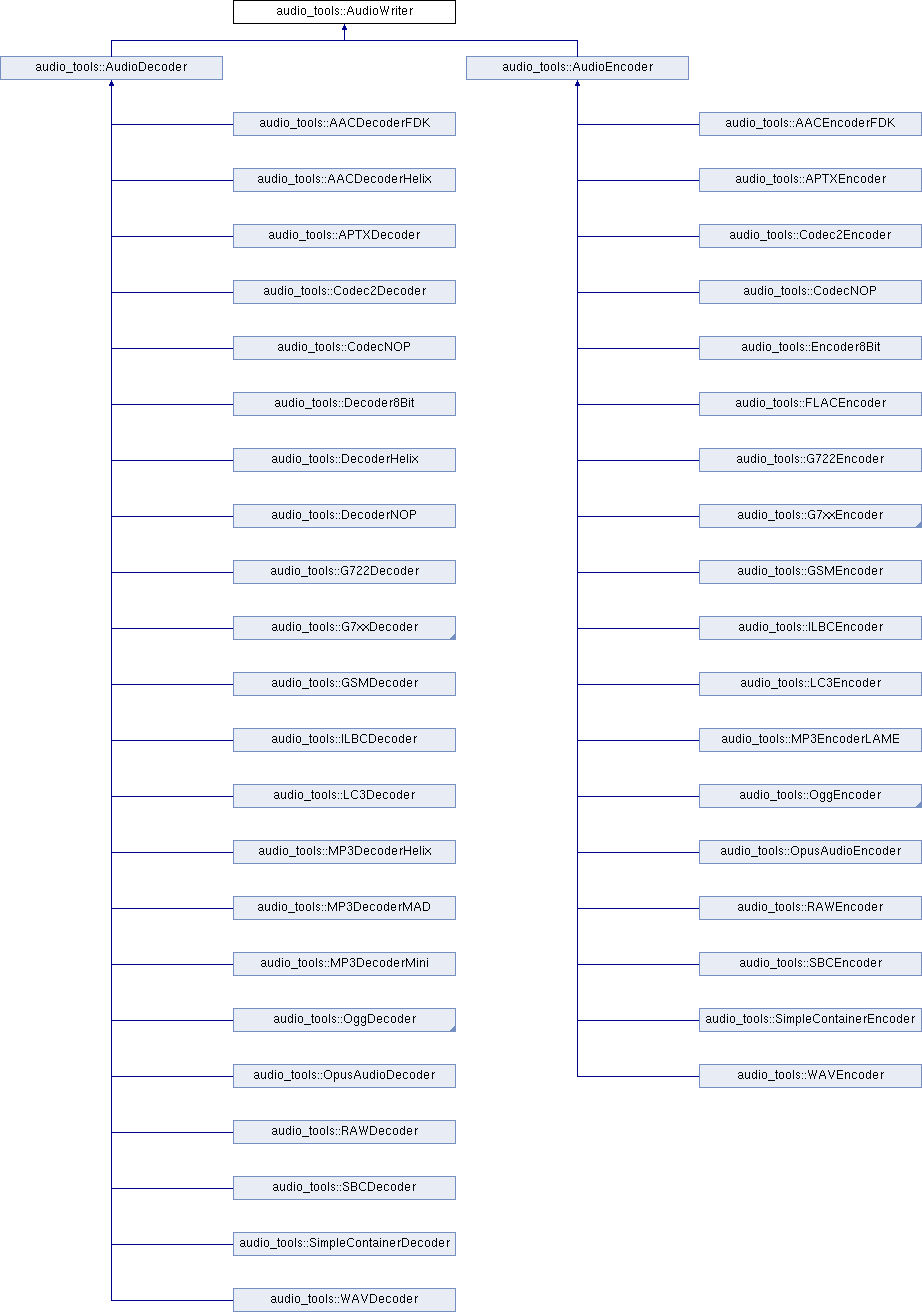 audio_tools::AudioWriter
audio_tools::AudioDecoder
audio_tools::AudioEncoder
audio_tools::AACDecoderFDK
audio_tools::AACEncoderFDK
audio_tools::AACDecoderHelix
audio_tools::APTXEncoder
audio_tools::APTXDecoder
audio_tools::Codec2Encoder
audio_tools::Codec2Decoder
audio_tools::CodecNOP
audio_tools::CodecNOP
audio_tools::Encoder8Bit
audio_tools::Decoder8Bit
audio_tools::FLACEncoder
audio_tools::DecoderHelix
audio_tools::G722Encoder
audio_tools::DecoderNOP
audio_tools::G7xxEncoder
audio_tools::G722Decoder
audio_tools::GSMEncoder
audio_tools::G7xxDecoder
audio_tools::ILBCEncoder
audio_tools::GSMDecoder
audio_tools::LC3Encoder
audio_tools::ILBCDecoder
audio_tools::MP3EncoderLAME
audio_tools::LC3Decoder
audio_tools::OggEncoder
audio_tools::MP3DecoderHelix
audio_tools::OpusAudioEncoder
audio_tools::MP3DecoderMAD
audio_tools::RAWEncoder
audio_tools::MP3DecoderMini
audio_tools::SBCEncoder
audio_tools::OggDecoder
audio_tools::SimpleContainerEncoder
audio_tools::OpusAudioDecoder
audio_tools::WAVEncoder
audio_tools::RAWDecoder
audio_tools::SBCDecoder
audio_tools::SimpleContainerDecoder
audio_tools::WAVDecoder